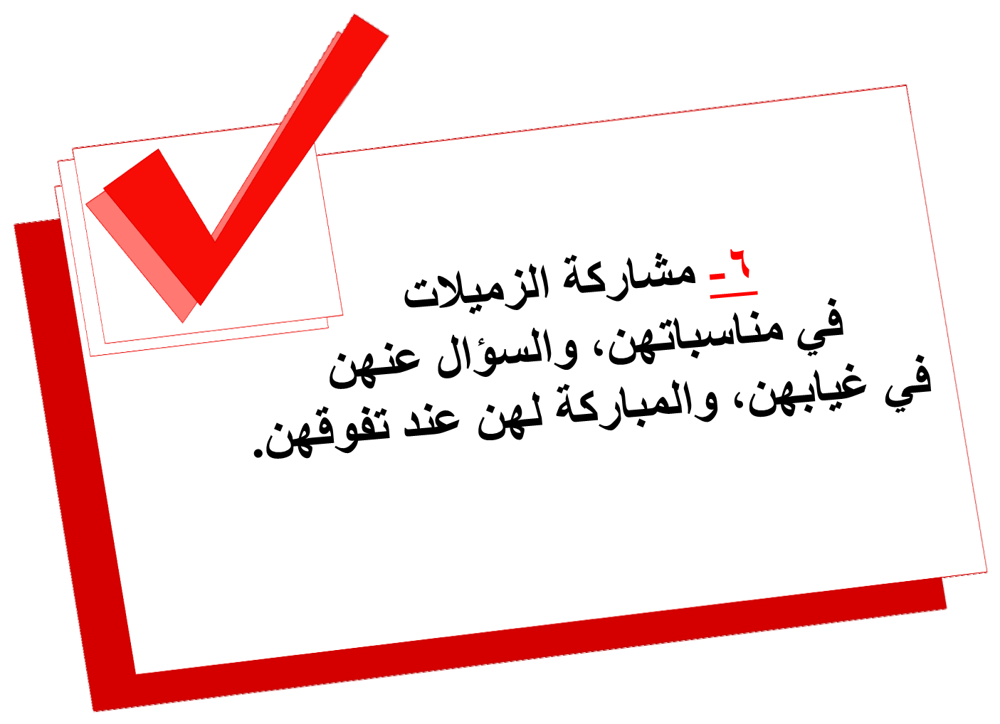 ٦- مشاركة الزميلات
في مناسباتهن، والسؤال عنهن
في غيابهن، والمباركة لهن عند تفوقهن.